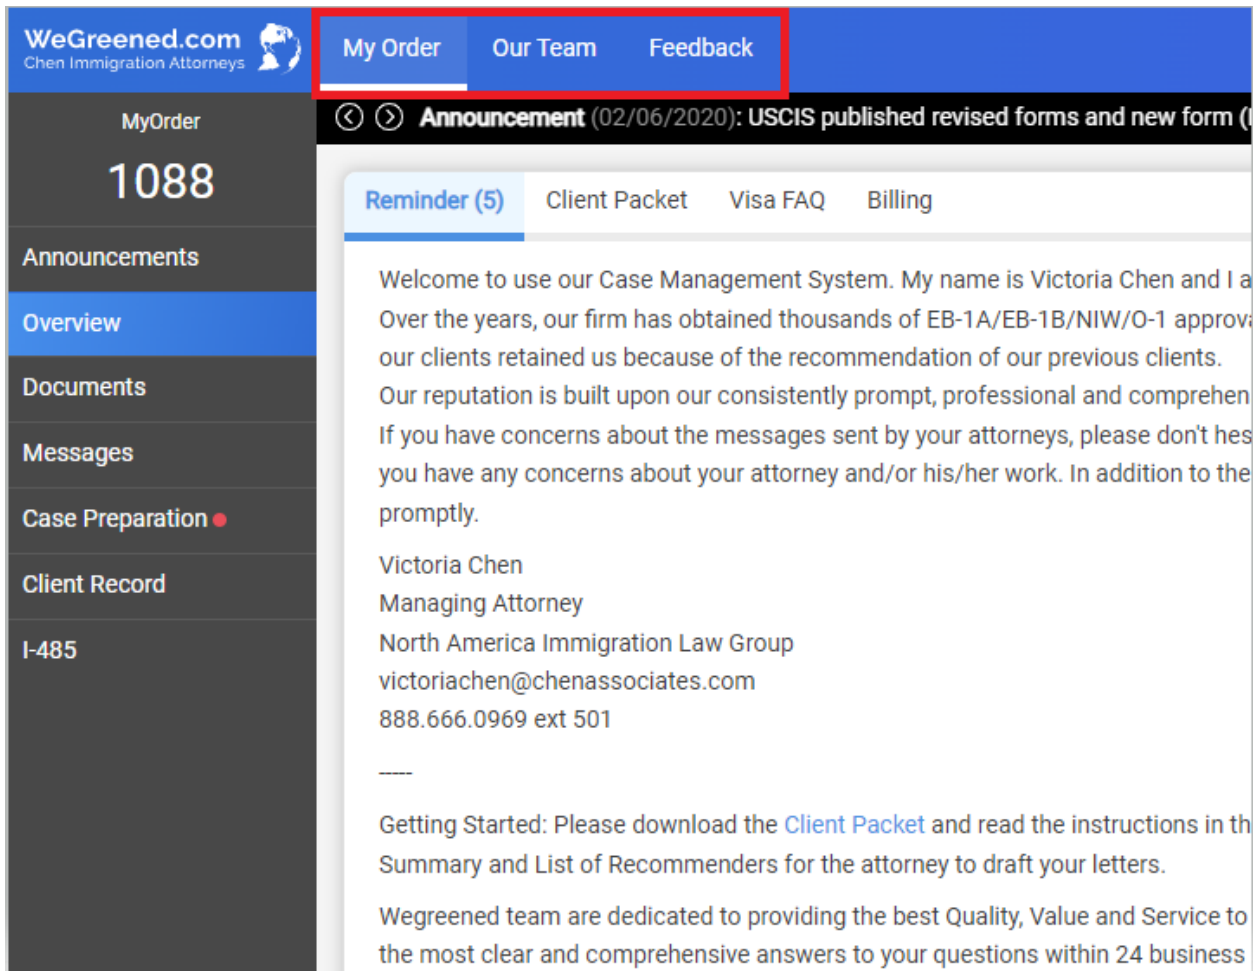 WeGreened.com
Chen Immigration Attorneys
My Order
Our Team
Feedback
MyOrder
1088
Announcements
Overview
Documents
Messages
Case Preparation
Client Record
I-485
Announcement (02/06/2020): USCIS published revised forms and new form (
Reminder (5)
Client Packet
Visa FAQ
Billing
Welcome to use our Case Management System. My name is Victoria Chen and I a
Over the years, our firm has obtained thousands of EB-1A/EB-1B/NIW/O-1 approva
our clients retained us because of the recommendation of our previous clients.
Our reputation is built upon our consistently prompt, professional and comprehen
If you have concerns about the messages sent by your attorneys, please don't hes
you have any concerns about your attorney and/or his/her work. In addition to the
promptly.
Victoria Chen
Managing Attorney
North America Immigration Law Group
victoriachen@chenassociates.com
888.666.0969 ext 501
-----
Getting Started: Please download the Client Packet and read the instructions in th
Summary and List of Recommenders for the attorney to draft your letters.
Wegreened team are dedicated to providing the best Quality, Value and Service to
the most clear and comprehensive answers to your questions within 24 business